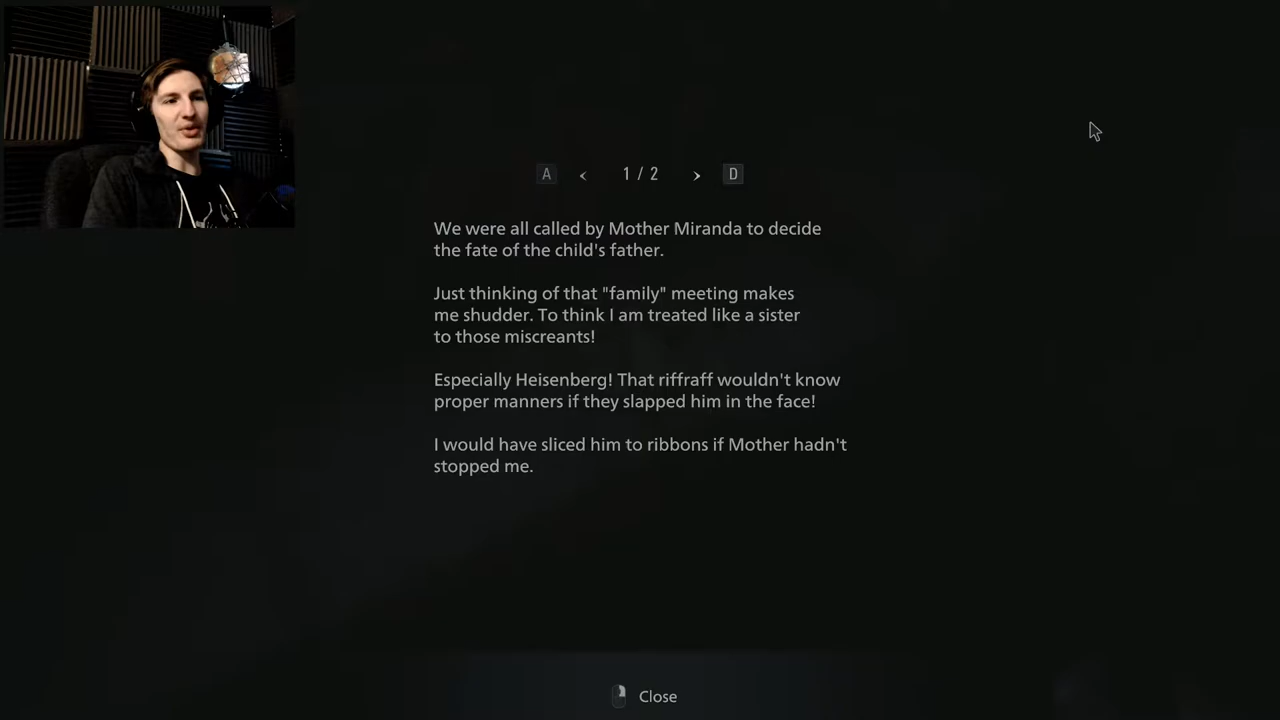 A < 1 / 2 > D
We were all called by Mother Miranda to decide
the fate of the child's father.
Just thinking of that "family" meeting makes
me shudder. To think I am treated like a sister
to those miscreants!
Especially Heisenberg! That riffraff wouldn't know
proper manners if they slapped him in the face!
I would have sliced him to ribbons if Mother hadn't
stopped me.
Close